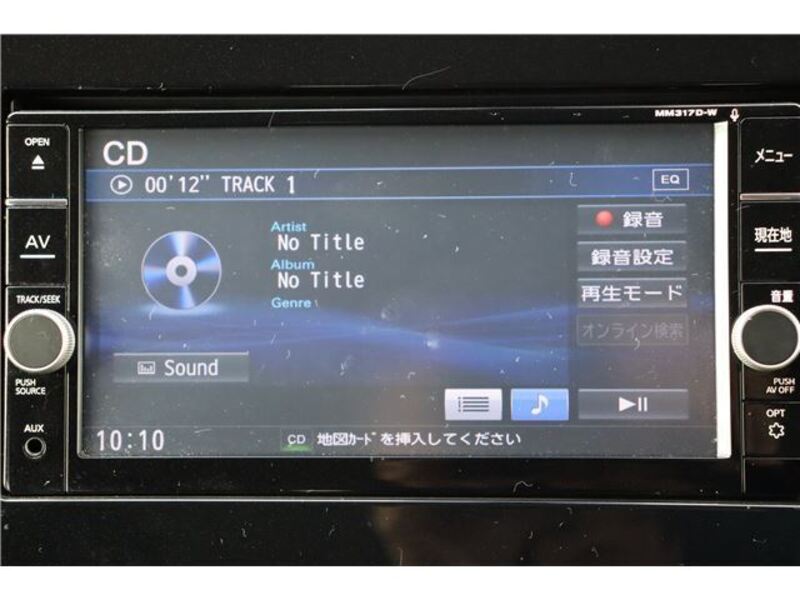 MM317D-W
OPEN
AV
TRACK/SEEK
PUSH
SOURCE
AUX
CD
00'12'' TRACK 1
EQ
Artist
No Title
Album
No Title
Genre
録音
録音設定
再生モード
オンライン検索
Sound
10:10
CD 地図ｶｰﾄﾞを挿入してください
メニュー
現在地
音量
PUSH
AV OFF
OPT